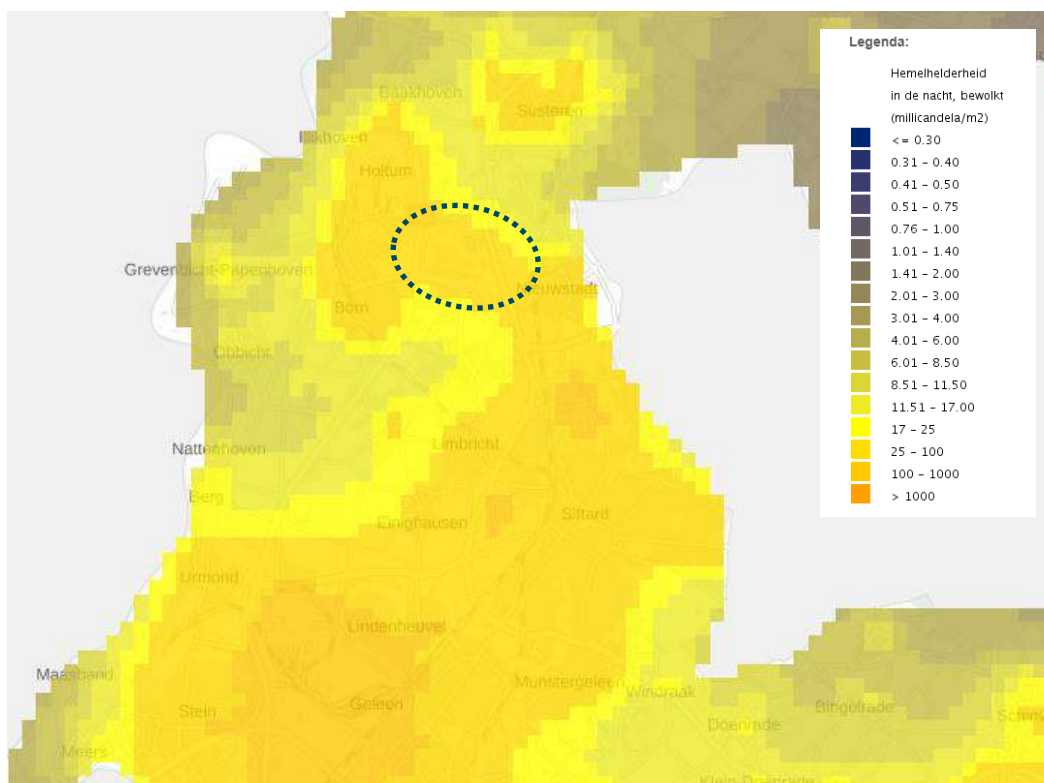 Legenda:
Hemelhelderheid
in de nacht, bewolkt
(millicandela/m2)
<= 0.30
0.31 - 0.40
0.41 - 0.50
0.51 - 0.75
0.76 - 1.00
1.01 - 1.40
1.41 - 2.00
2.01 - 3.00
3.01 - 4.00
4.01 - 6.00
6.01 - 8.50
8.51 - 11.50
11.51 - 17.00
17 - 25
25 - 100
100 - 1000
> 1000
Baakhoven
Susteren
Illikhoven
Holtum
Grevenbicht-Papenhoven
Nieuwstadt
Born
Obbicht
Limbricht
Nattenhoven
Berg
Einighausen
Sittard
Urmond
Lindenheuvel
Maasband
Munstergeleen
Windraak
Stein
Geleen
Bingelrade
Doenrade
Meers
Klein-Doenrade